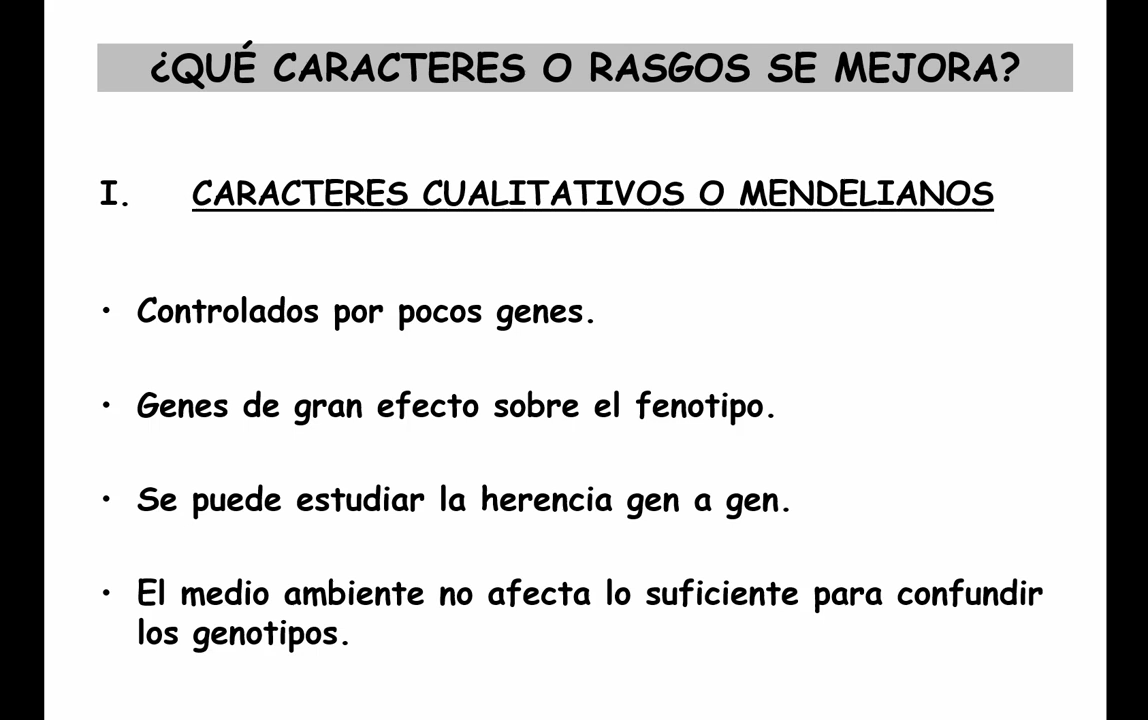 ¿QUÉ CARACTERES O RASGOS SE MEJORA?
I. CARACTERES CUALITATIVOS O MENDELIANOS
• Controlados por pocos genes.
• Genes de gran efecto sobre el fenotipo.
• Se puede estudiar la herencia gen a gen.
• El medio ambiente no afecta lo suficiente para confundir
los genotipos.